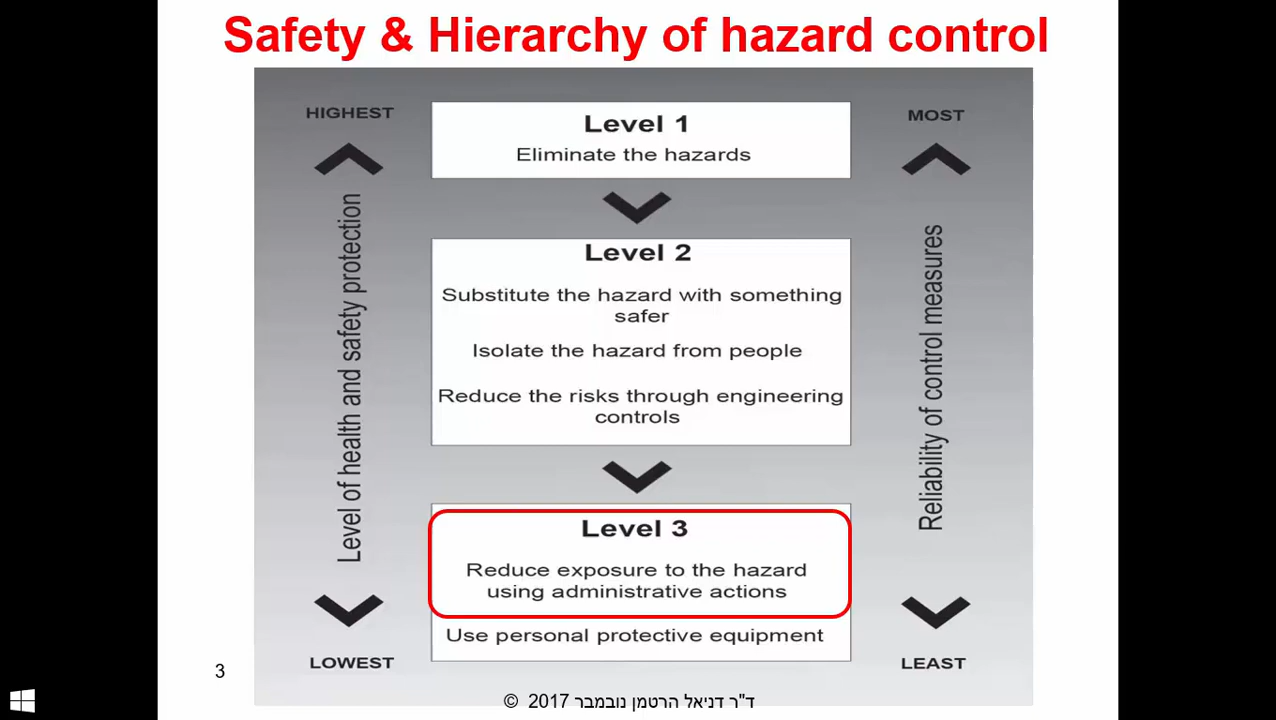 Safety & Hierarchy of hazard control
HIGHEST
MOST
Level 1
Eliminate the hazards
Level of health and safety protection
Reliability of control measures
Level 2
Substitute the hazard with something
safer
Isolate the hazard from people
Reduce the risks through engineering
controls
Level 3
Reduce exposure to the hazard
using administrative actions
Use personal protective equipment
LOWEST
LEAST
3
ד"ר דניאל הרטמן נובמבר 2017 ©